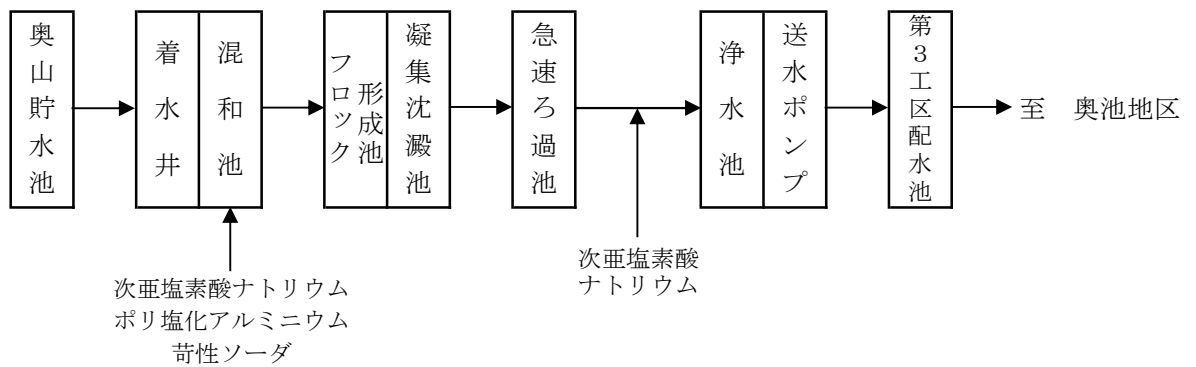 奥山貯水池
着水井
混和池
フロック
形成池
凝集沈澱池
急速ろ過池
浄水池
送水ポンプ
第3工区配水池
至　奥池地区
次亜塩素酸ナトリウム
ポリ塩化アルミニウム
苛性ソーダ
次亜塩素酸
ナトリウム